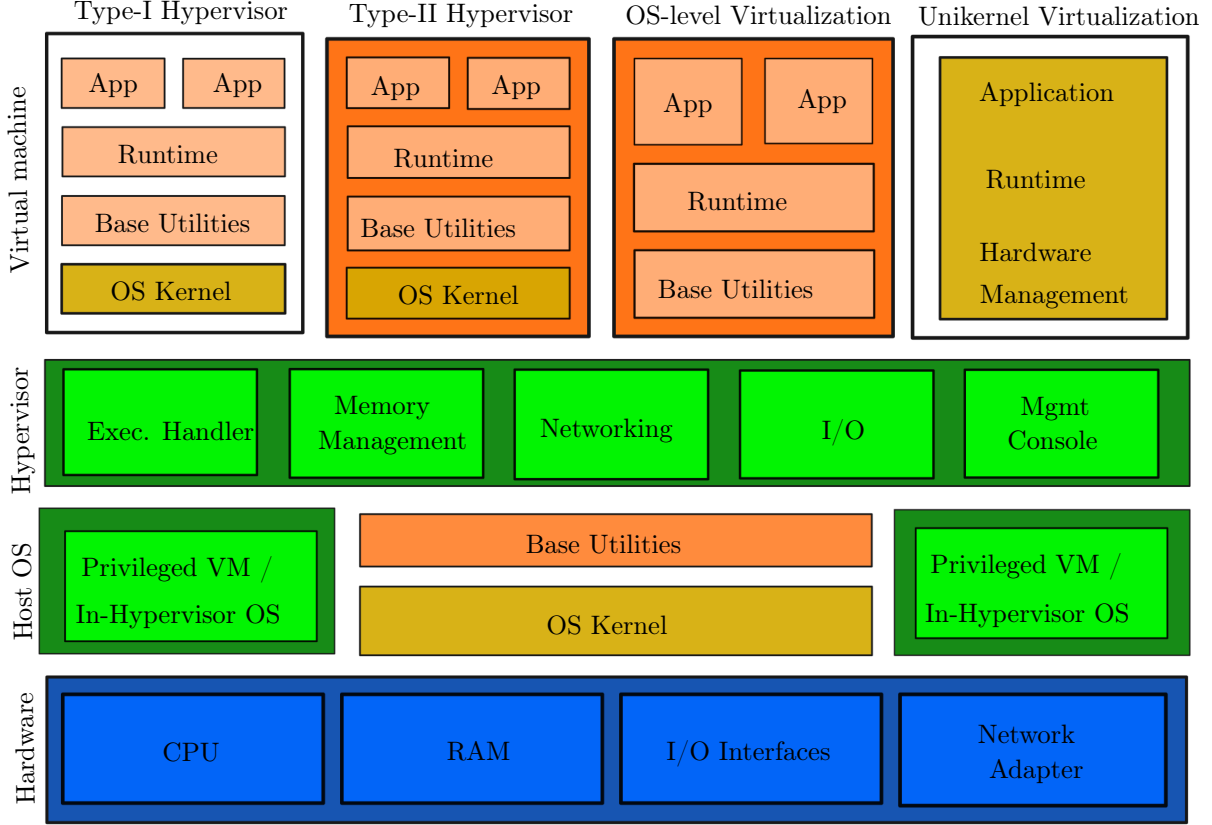 Type-I Hypervisor
Type-II Hypervisor
OS-level Virtualization
Unikernel Virtualization
Virtual machine
App
App
Runtime
Base Utilities
OS Kernel
App
App
Runtime
Base Utilities
OS Kernel
App
App
Runtime
Base Utilities
Application
Runtime
Hardware
Management
Hypervisor
Exec. Handler
Memory
Management
Networking
I/O
Mgmt
Console
Host OS
Privileged VM /
In-Hypervisor OS
Base Utilities
OS Kernel
Privileged VM /
In-Hypervisor OS
Hardware
CPU
RAM
I/O Interfaces
Network
Adapter